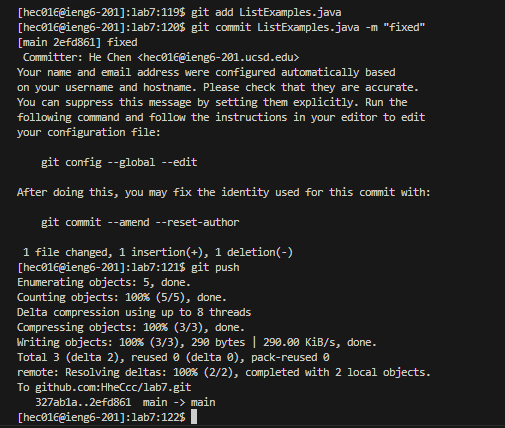 [hec016@ieng6-201]:lab7:119$ git add ListExamples.java
[hec016@ieng6-201]:lab7:120$ git commit ListExamples.java -m "fixed"
[main 2efd861] fixed
 Committer: He Chen <hec016@ieng6-201.ucsd.edu>
Your name and email address were configured automatically based
on your username and hostname. Please check that they are accurate.
You can suppress this message by setting them explicitly. Run the
following command and follow the instructions in your editor to edit
your configuration file:

    git config --global --edit

After doing this, you may fix the identity used for this commit with:

    git commit --amend --reset-author

 1 file changed, 1 insertion(+), 1 deletion(-)
[hec016@ieng6-201]:lab7:121$ git push
Enumerating objects: 5, done.
Counting objects: 100% (5/5), done.
Delta compression using up to 8 threads
Compressing objects: 100% (3/3), done.
Writing objects: 100% (3/3), 290 bytes | 290.00 KiB/s, done.
Total 3 (delta 2), reused 0 (delta 0), pack-reused 0
remote: Resolving deltas: 100% (2/2), completed with 2 local objects.
To github.com:HheCcc/lab7.git
   327ab1a..2efd861  main -> main
[hec016@ieng6-201]:lab7:122$